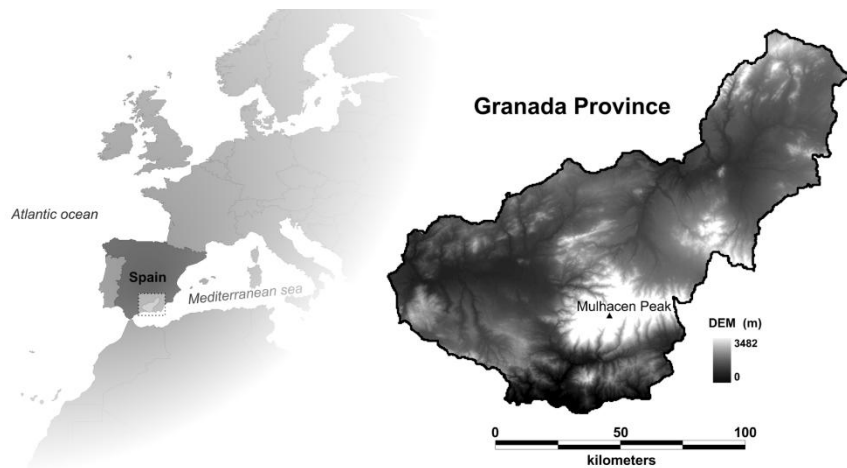 Atlantic ocean
Spain
Mediterranean sea
Granada Province
Mulhacen Peak
DEM (m)
3482
0
0 50 100
kilometers